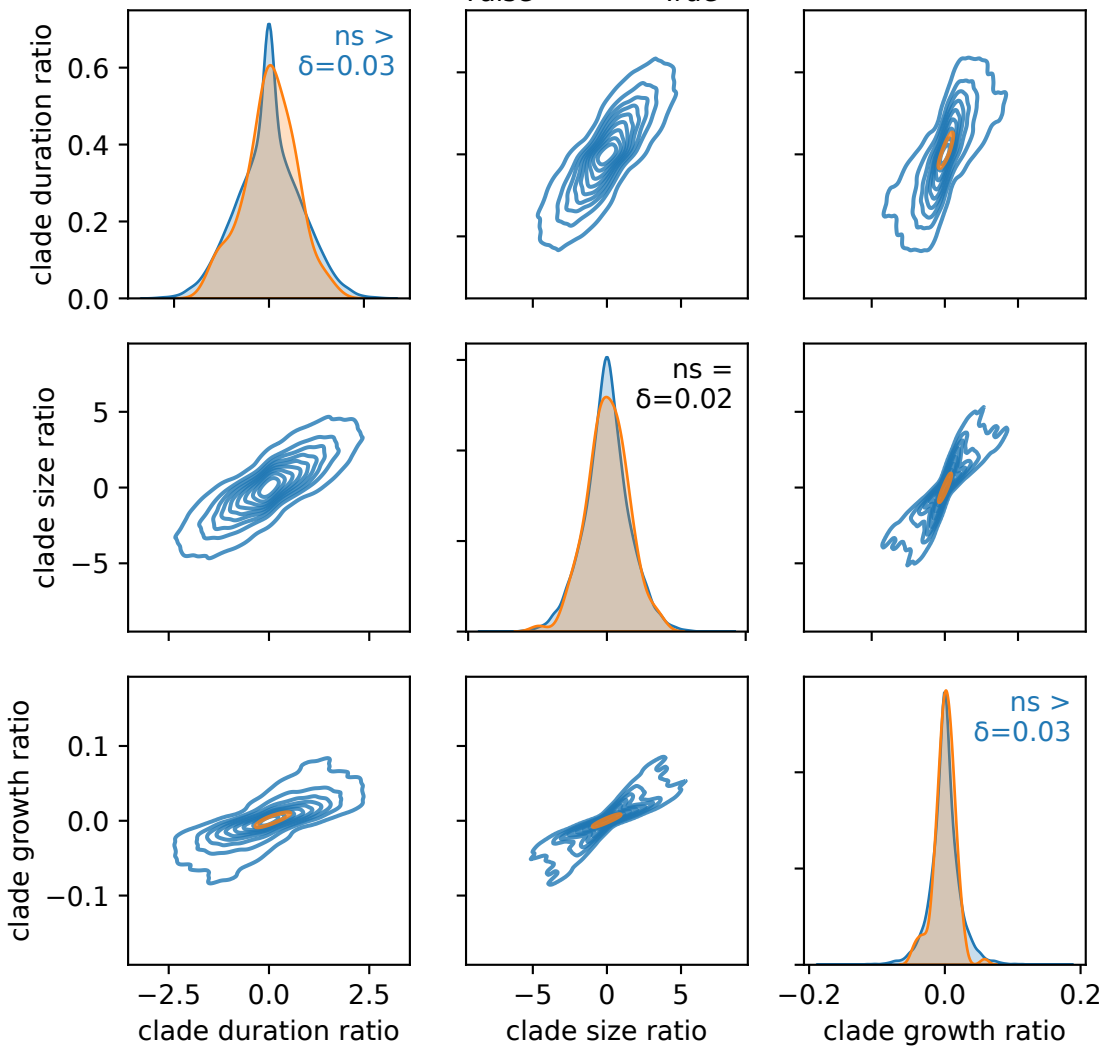 ns >
δ=0.03
clade duration ratio
0.6
0.4
0.2
0.0
ns =
δ=0.02
clade size ratio
5
0
−5
ns >
δ=0.03
clade growth ratio
0.1
0.0
−0.1
−2.5 0.0 2.5
−5 0 5
−0.2 0.0 0.2
clade duration ratio
clade size ratio
clade growth ratio